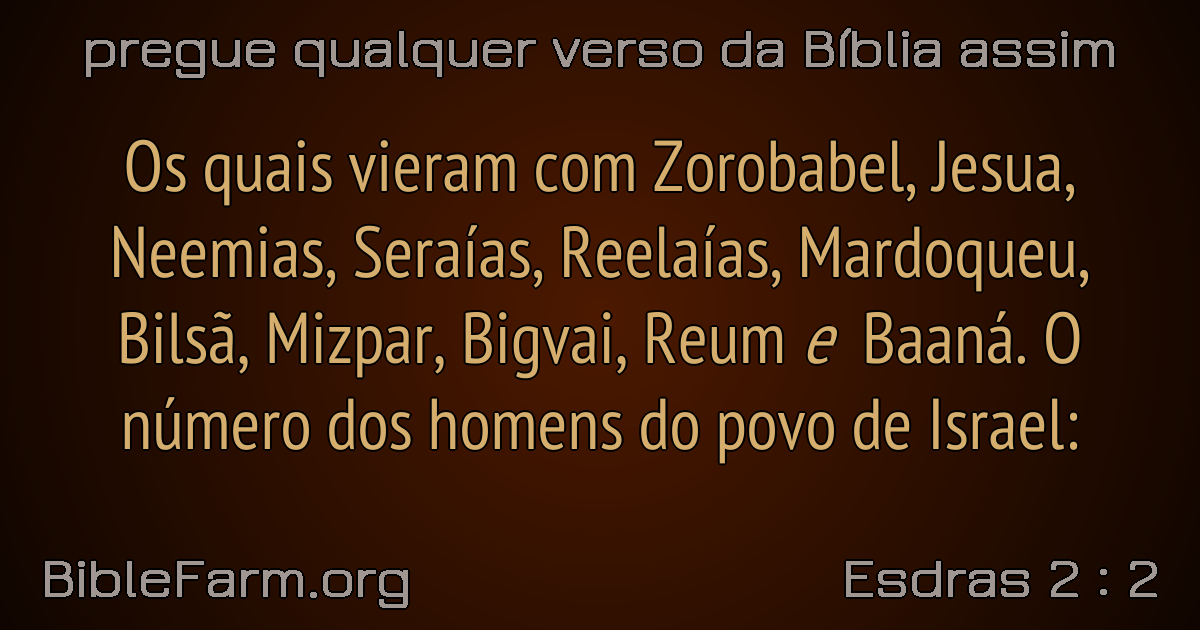 pregue qualquer verso da Bíblia assim
Os quais vieram com Zorobabel, Jesua,
Neemias, Seraías, Reelaías, Mardoqueu,
Bilsã, Mizpar, Bigvai, Reum e Baaná. O
número dos homens do povo de Israel:
BibleFarm.org
Esdras 2 : 2